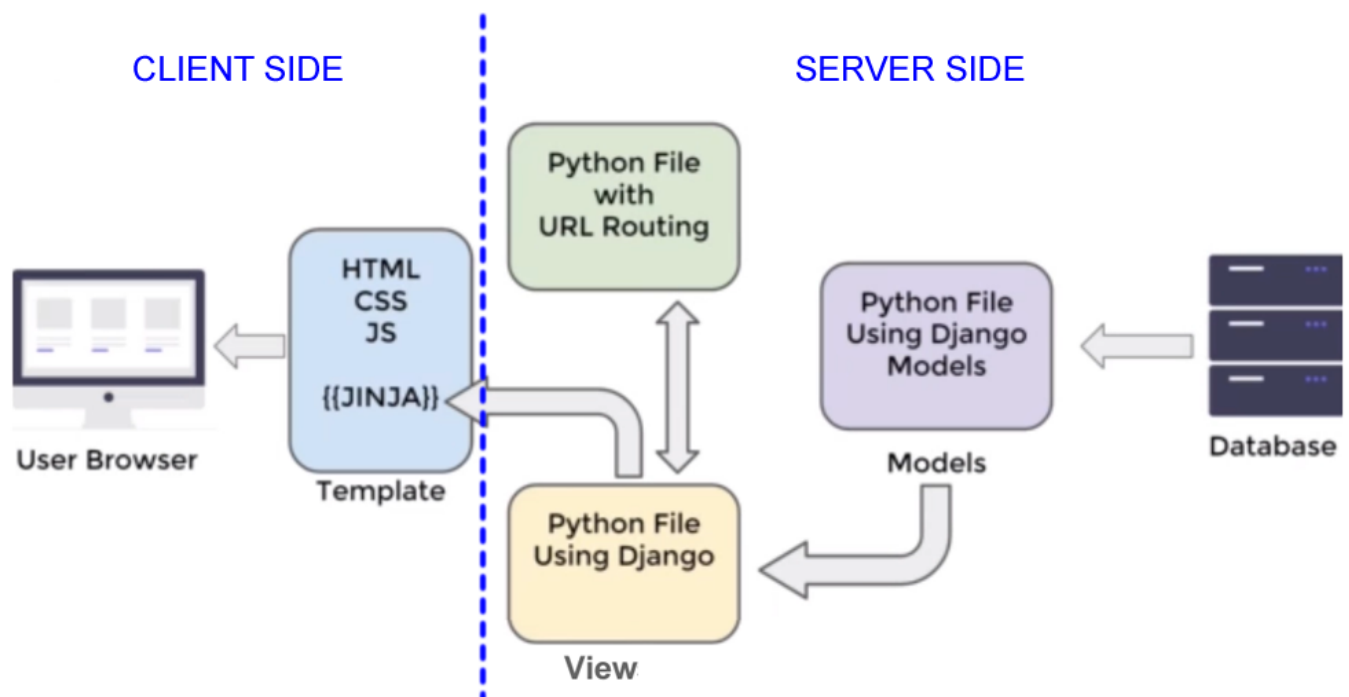 CLIENT SIDE
SERVER SIDE
Python File
with
URL Routing
HTML
CSS
JS
{{JINJA}}
Template
User Browser
Python File
Using Django
Models
Models
Database
Python File
Using Django
View